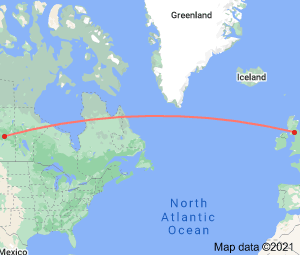 Greenland
Iceland
North
Atlantic
Ocean
Map data ©2021
Mexico